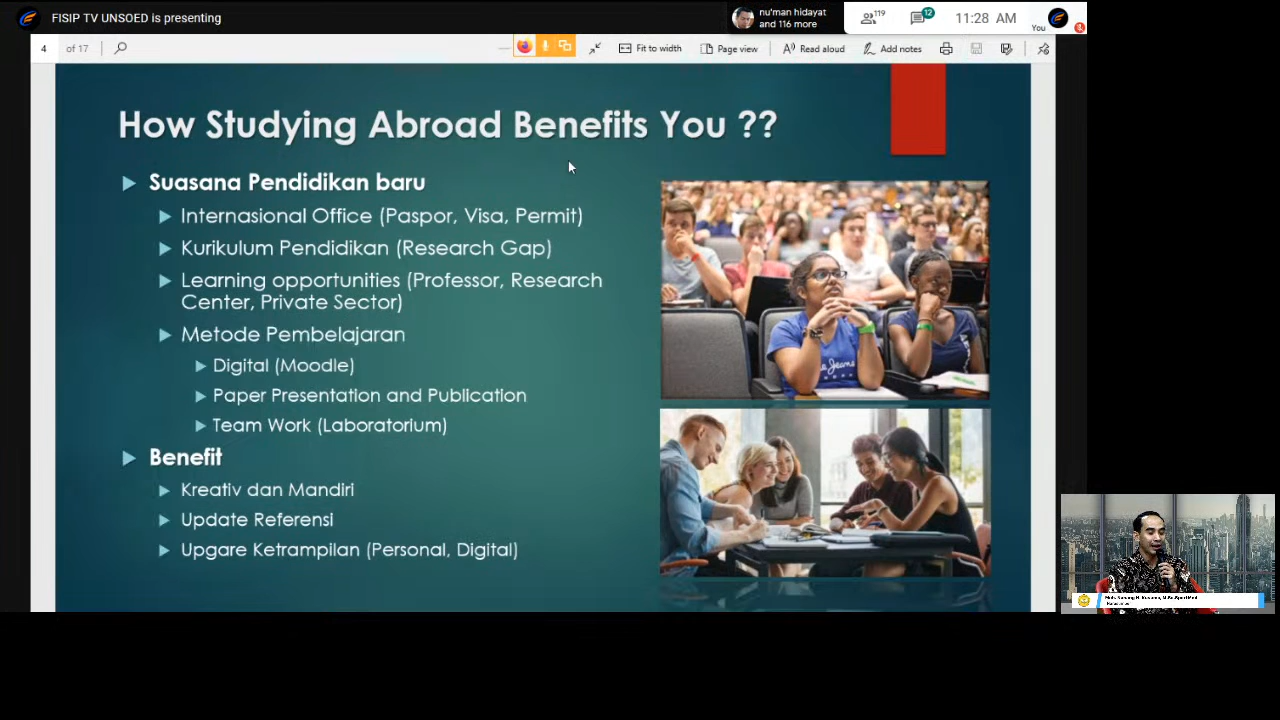 FISIP TV UNSOED is presenting
nu'man hidayat
and 116 more
119
12
11:28 AM
You
4 of 17
Fit to width
Page view
Read aloud
Add notes
How Studying Abroad Benefits You ??
Suasana Pendidikan baru
Internasional Office (Paspor, Visa, Permit)
Kurikulum Pendidikan (Research Gap)
Learning opportunities (Professor, Research
Center, Private Sector)
Metode Pembelajaran
Digital (Moodle)
Paper Presentation and Publication
Team Work (Laboratorium)
Benefit
Kreativ dan Mandiri
Update Referensi
Upgare Ketrampilan (Personal, Digital)